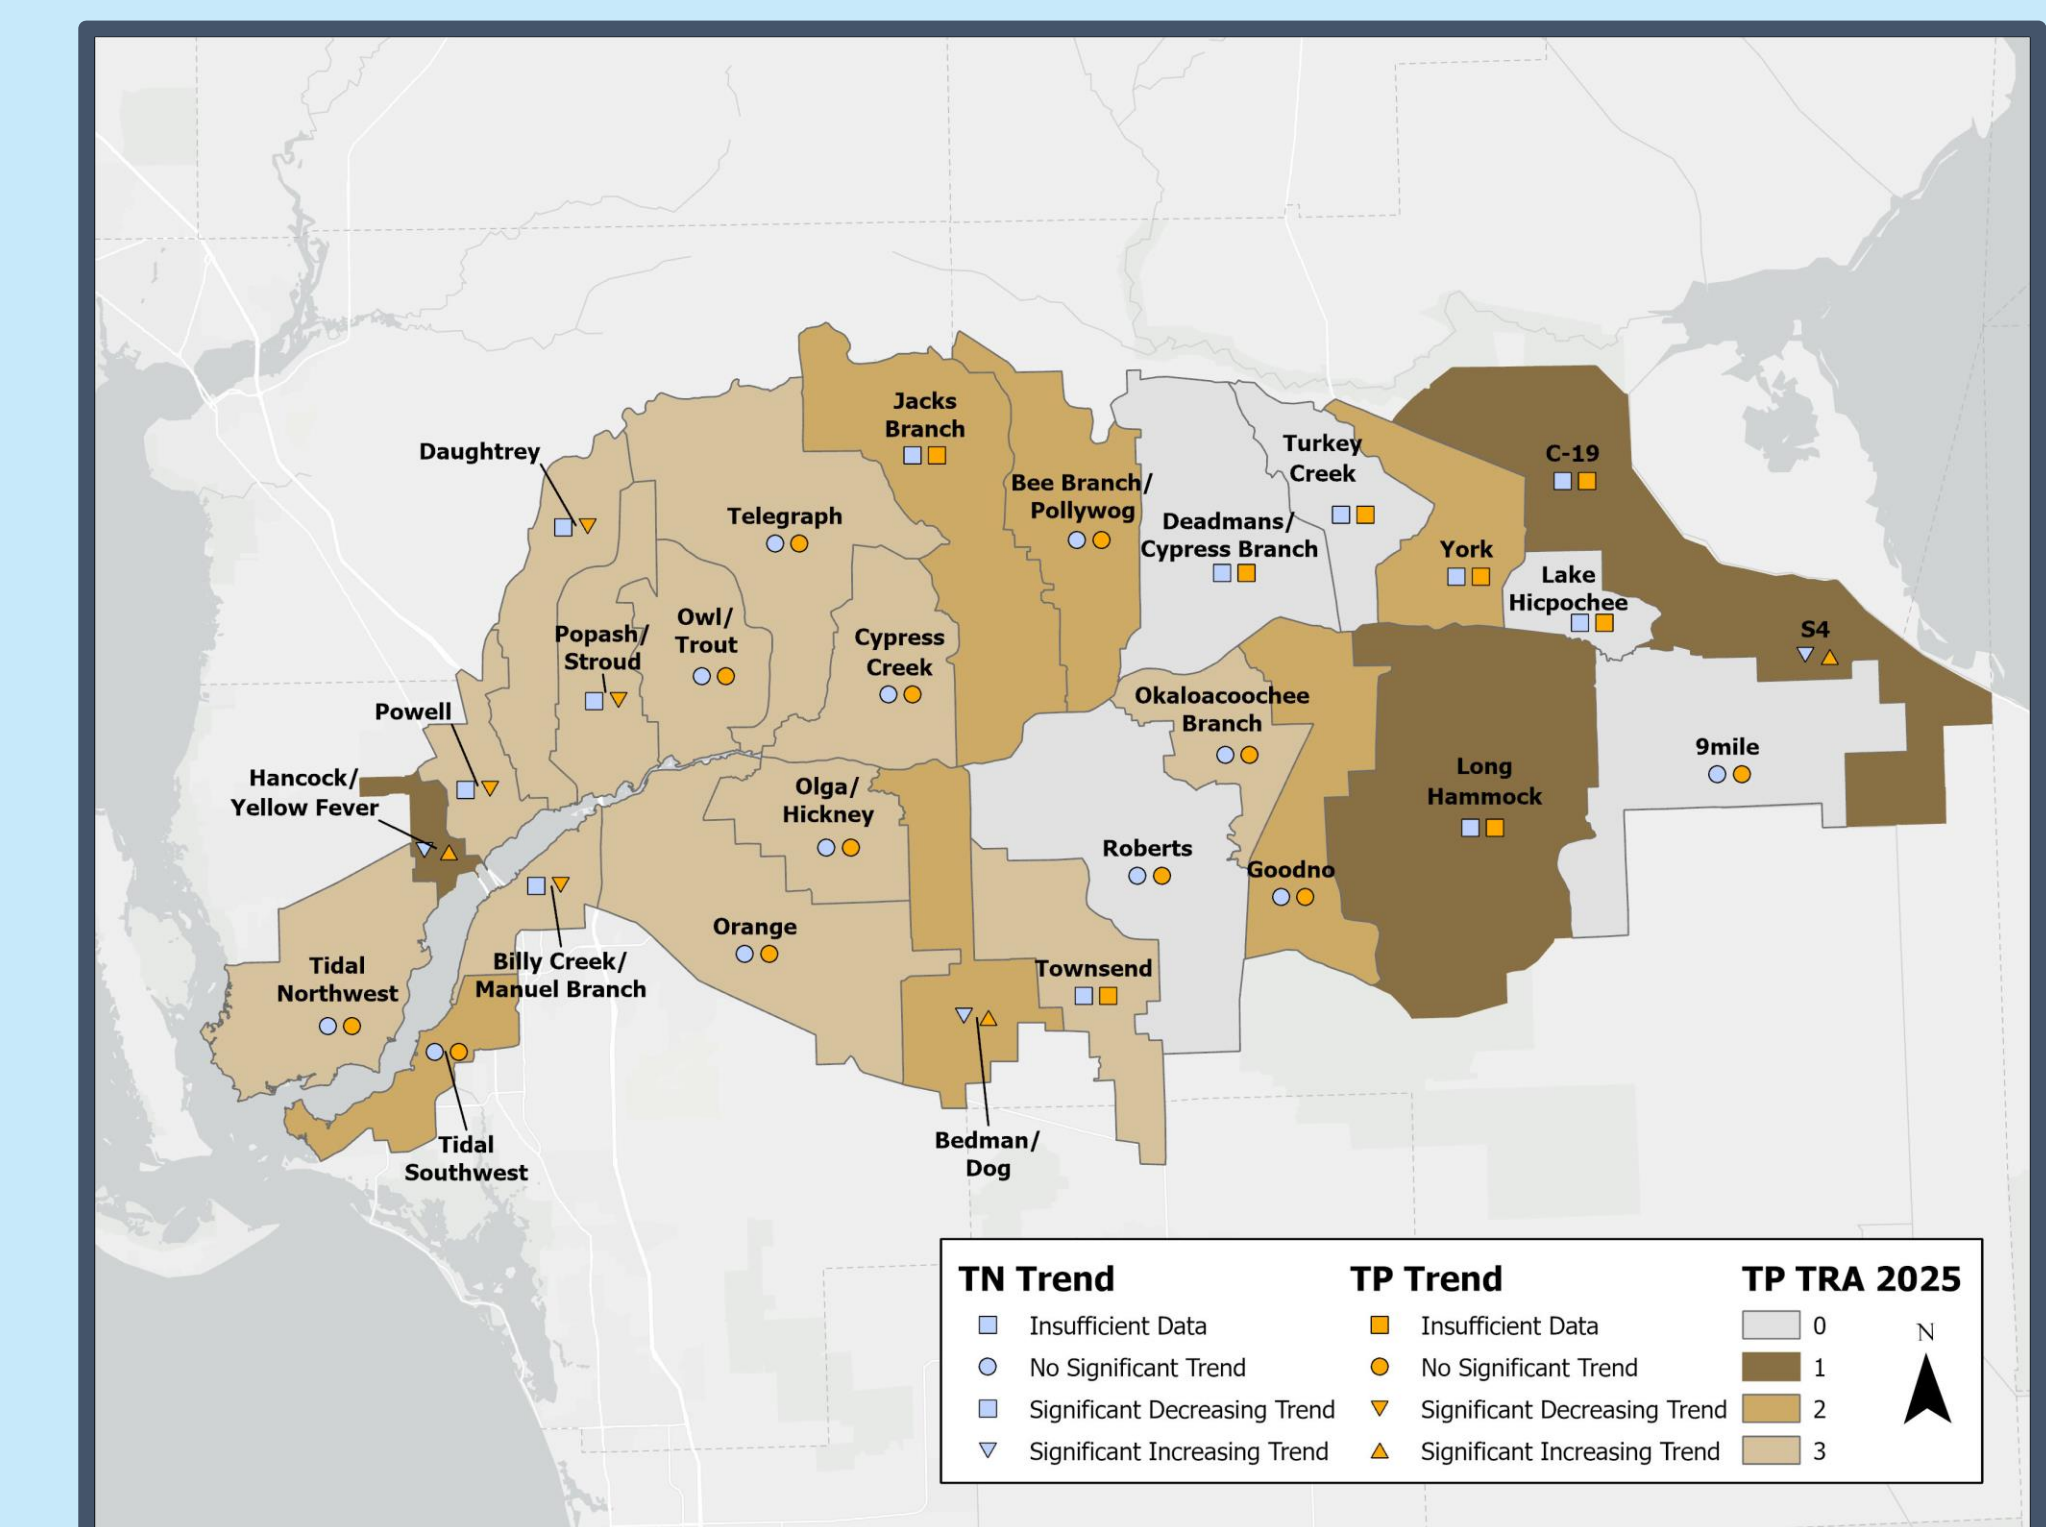 Jacks
Branch
Daughtrey
Turkey
Creek
C-19
Bee Branch/
Pollywog
Telegraph
Deadmans/
Cypress Branch
York
Lake
Hicpochee
Owl/
Trout
Popash/
Stroud
Cypress
Creek
S4
Okaloacoochee
Branch
Powell
9mile
Long
Hammock
Hancock/
Yellow Fever
Olga/
Hickney
Roberts
Goodno
Orange
Billy Creek/
Manuel Branch
Tidal
Northwest
Townsend
Tidal
Southwest
Bedman/
Dog
TN Trend
Insufficient Data
No Significant Trend
Significant Decreasing Trend
Significant Increasing Trend
TP Trend
Insufficient Data
No Significant Trend
Significant Decreasing Trend
Significant Increasing Trend
TP TRA 2025
0
1
2
3
N